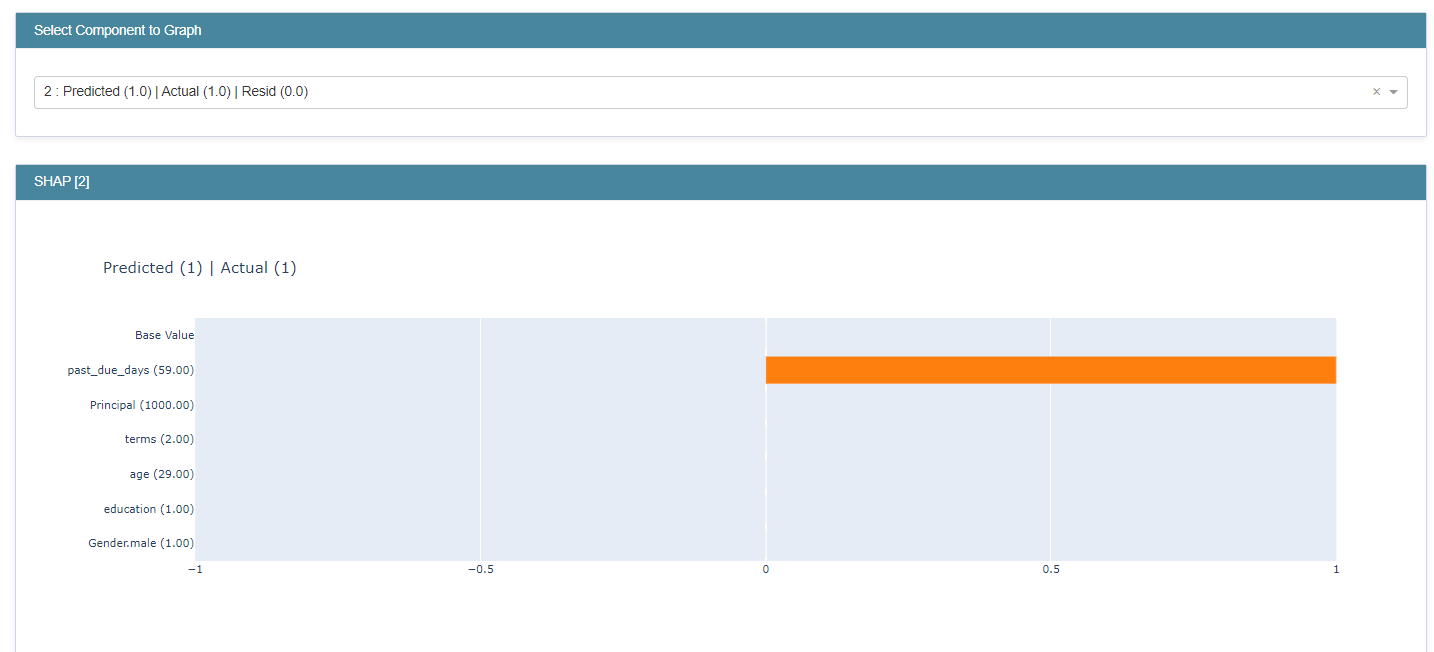 Select Component to Graph
2 : Predicted (1.0) | Actual (1.0) | Resid (0.0)
SHAP [2]
Predicted (1) | Actual (1)
Base Value
past_due_days (59.00)
Principal (1000.00)
terms (2.00)
age (29.00)
education (1.00)
Gender.male (1.00)
−1 −0.5 0 0.5 1